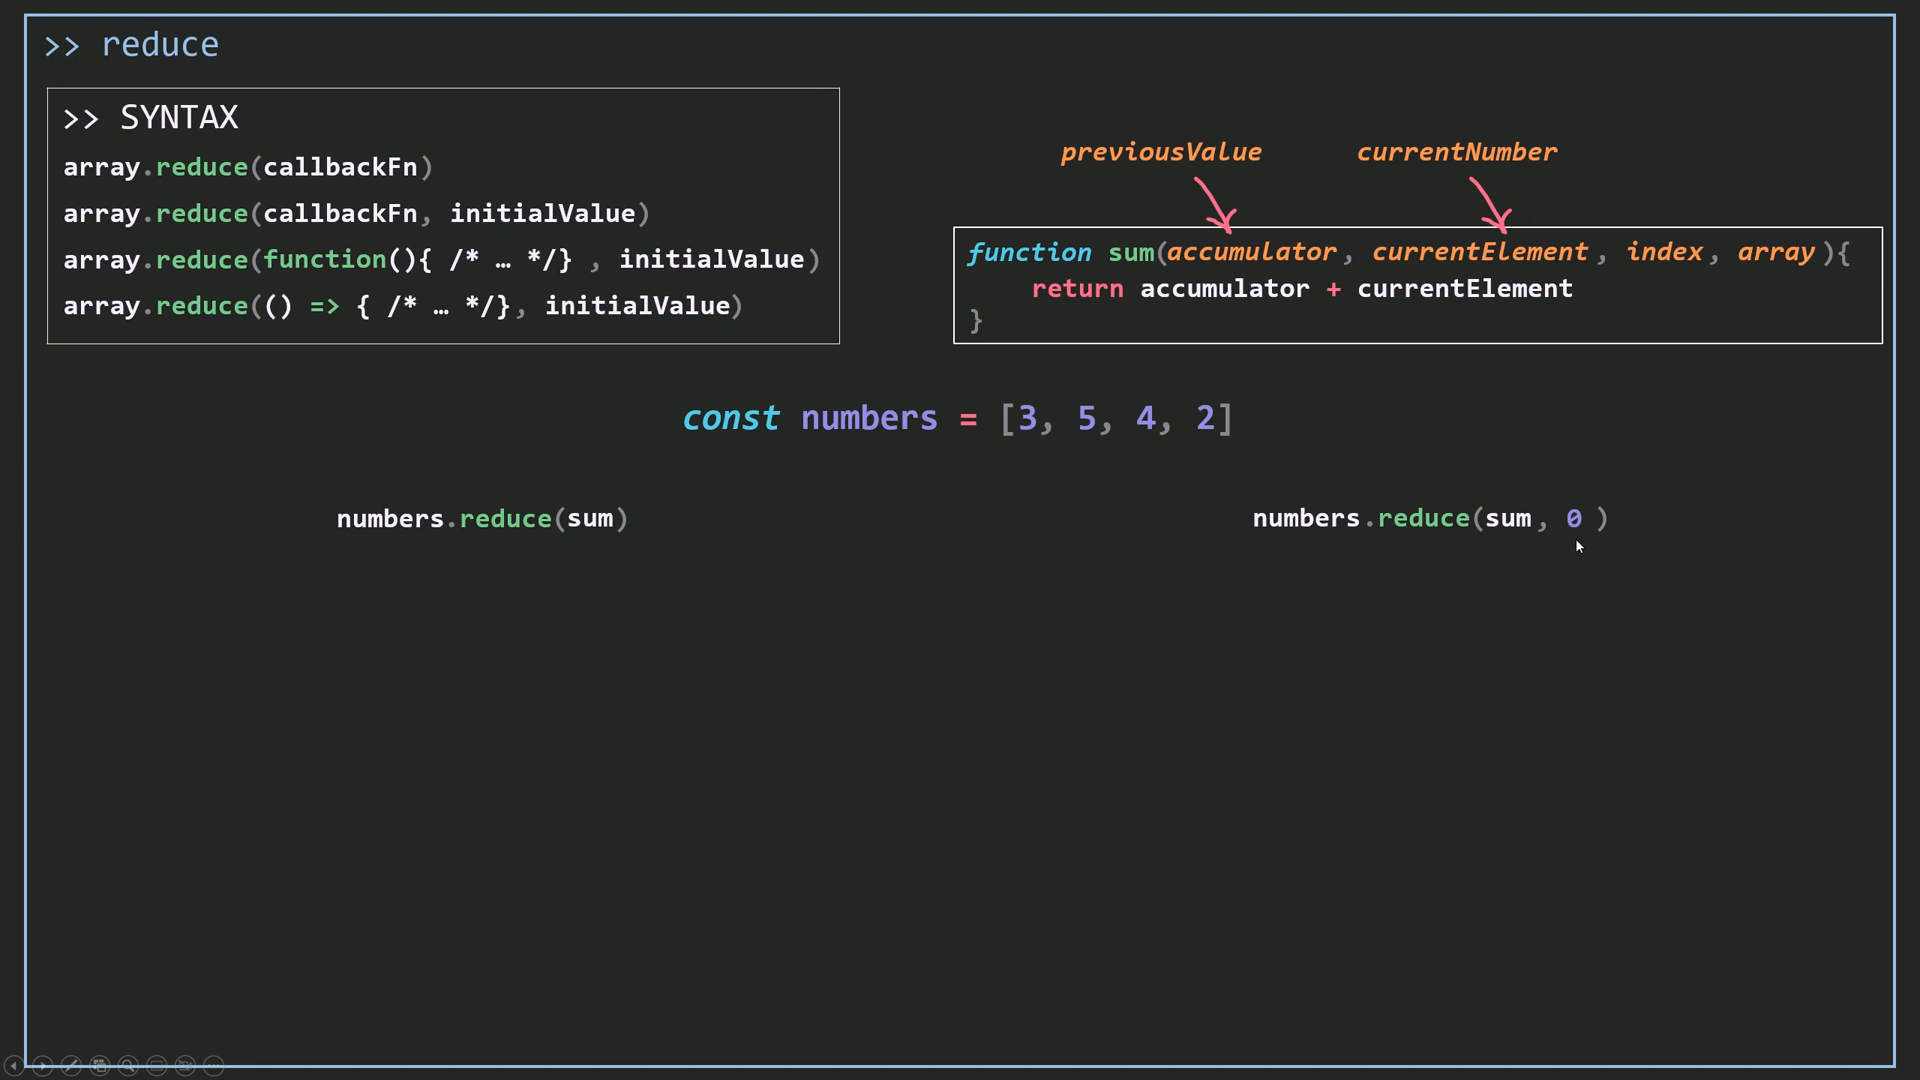 >> reduce
>> SYNTAX
array.reduce(callbackFn)
array.reduce(callbackFn, initialValue)
array.reduce(function(){ /* … */} , initialValue)
array.reduce(() => { /* … */}, initialValue)
previousValue currentNumber
function sum(accumulator, currentElement, index, array ){
return accumulator + currentElement
}
const numbers = [3, 5, 4, 2]
numbers.reduce(sum)
numbers.reduce(sum, 0 )